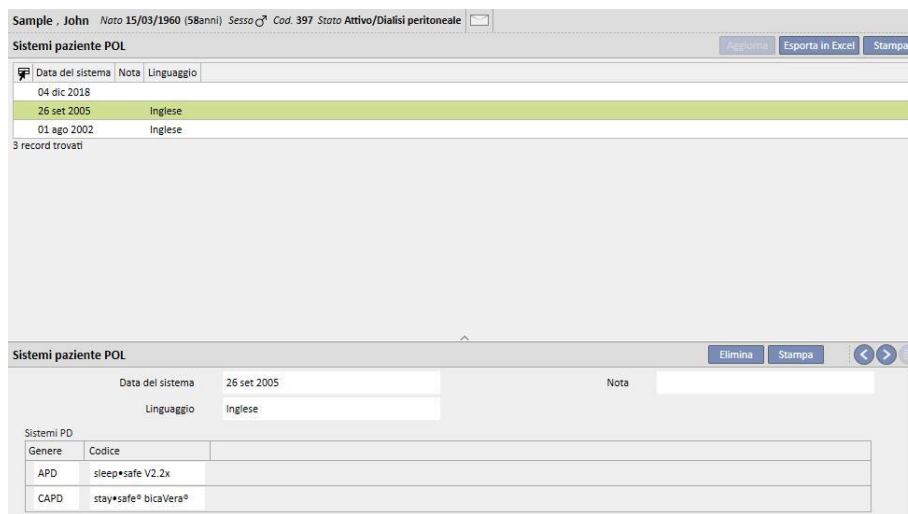 Sample , John Nato 15/03/1960 (58anni) Sesso ♂ Cod. 397 Stato Attivo/Dialisi peritoneale
Sistemi paziente POL Aggiorna Esporta in Excel Stampa
Data del sistema Nota Linguaggio
04 dic 2018
26 set 2005 Inglese
01 ago 2002 Inglese
3 record trovati
Sistemi paziente POL Elimina Stampa
Data del sistema 26 set 2005 Nota
Linguaggio Inglese
Sistemi PD
Genere Codice
APD sleep•safe V2.2x
CAPD stay•safe® bicaVera®